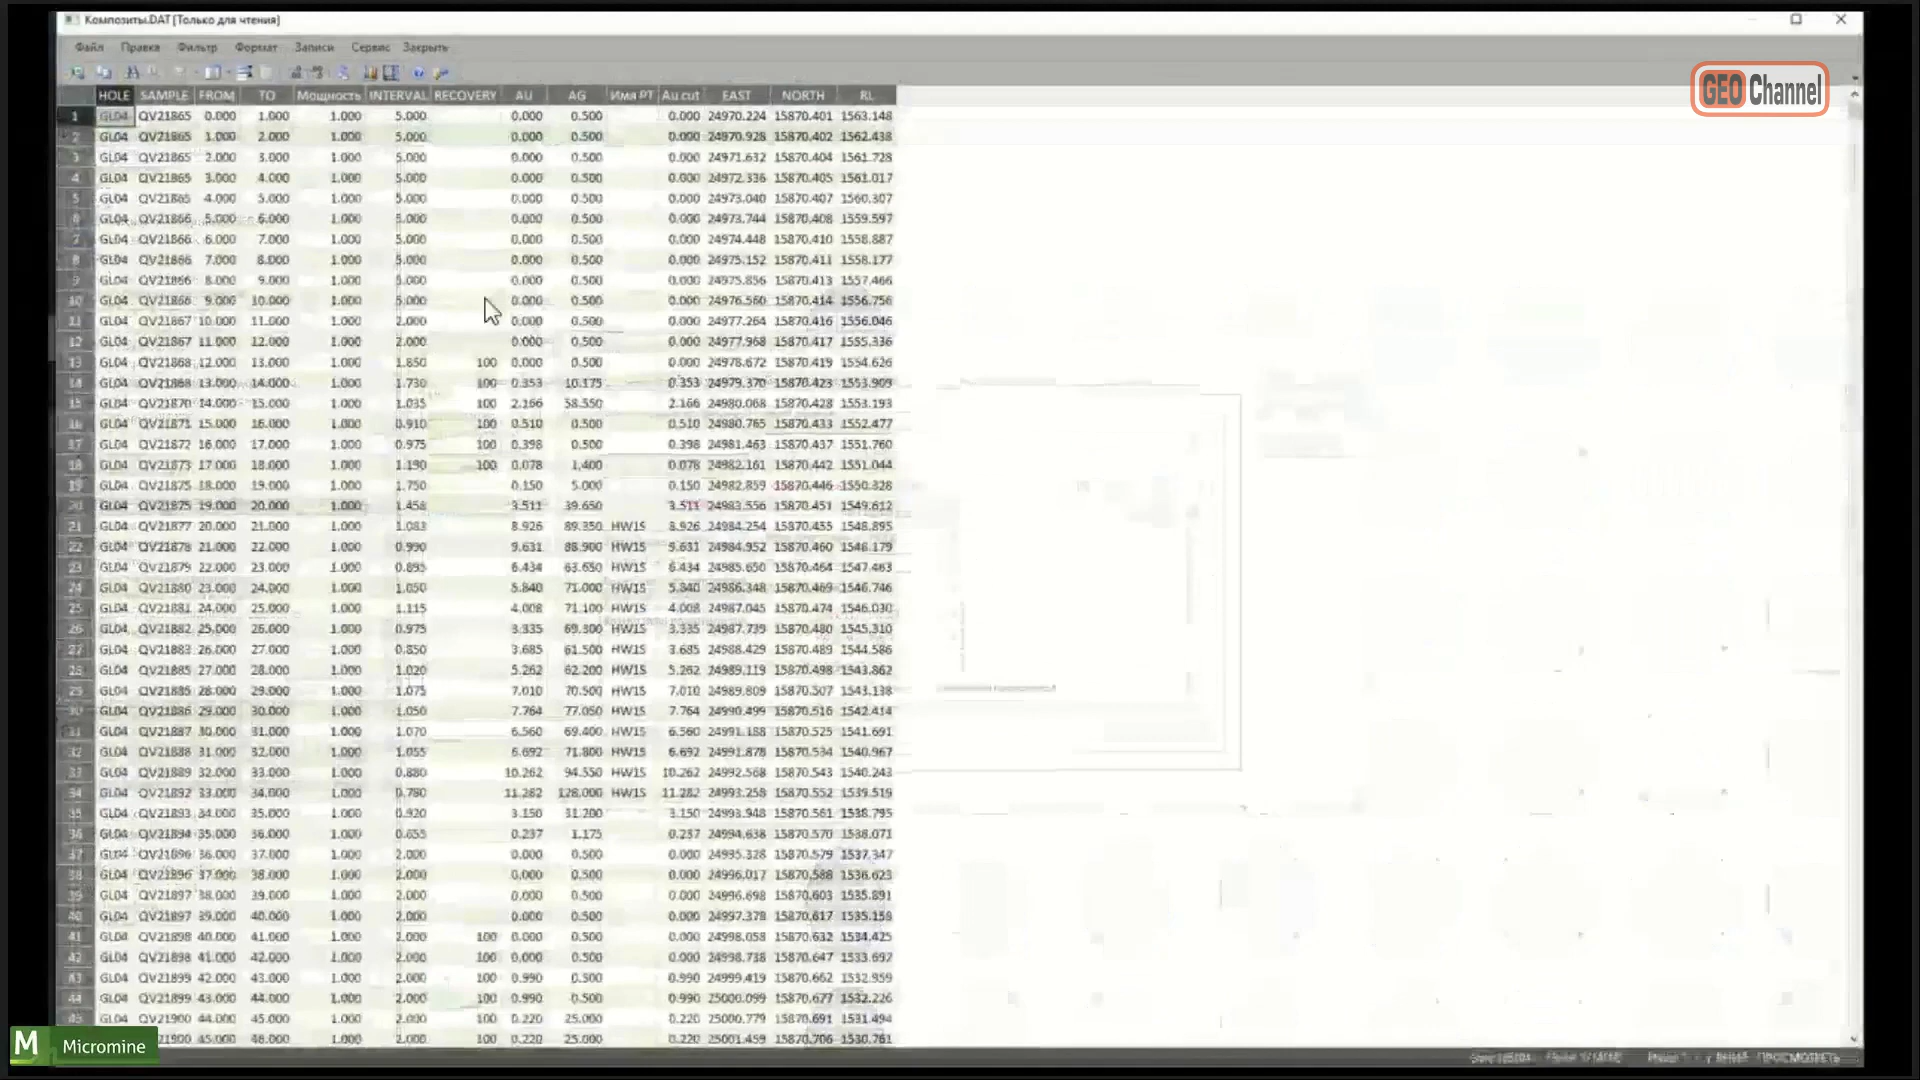 Композиты.DAT [Только для чтения]
Файл Правка Фильтр Формат Записи Сервис Закрыть
GEO Channel
HOLE SAMPLE FROM TO Мощность INTERVAL RECOVERY AU AG Имя РТ Au cut EAST NORTH RL
1 GL04 QV21865 0.000 1.000 1.000 5.000 0.000 0.500 0.000 24970.224 15870.401 1563.148
2 GL04 QV21865 1.000 2.000 1.000 5.000 0.000 0.500 0.000 24970.928 15870.402 1562.438
3 GL04 QV21865 2.000 3.000 1.000 5.000 0.000 0.500 0.000 24971.632 15870.404 1561.728
4 GL04 QV21865 3.000 4.000 1.000 5.000 0.000 0.500 0.000 24972.336 15870.405 1561.017
5 GL04 QV21865 4.000 5.000 1.000 5.000 0.000 0.500 0.000 24973.040 15870.407 1560.307
6 GL04 QV21866 5.000 6.000 1.000 5.000 0.000 0.500 0.000 24973.744 15870.408 1559.597
7 GL04 QV21866 6.000 7.000 1.000 5.000 0.000 0.500 0.000 24974.448 15870.410 1558.887
8 GL04 QV21866 7.000 8.000 1.000 5.000 0.000 0.500 0.000 24975.152 15870.411 1558.177
9 GL04 QV21866 8.000 9.000 1.000 5.000 0.000 0.500 0.000 24975.856 15870.413 1557.466
10 GL04 QV21866 9.000 10.000 1.000 5.000 0.000 0.500 0.000 24976.560 15870.414 1556.756
11 GL04 QV21867 10.000 11.000 1.000 2.000 0.000 0.500 0.000 24977.264 15870.416 1556.046
12 GL04 QV21867 11.000 12.000 1.000 2.000 0.000 0.500 0.000 24977.968 15870.417 1555.336
13 GL04 QV21868 12.000 13.000 1.000 1.850 100 0.000 0.500 0.000 24978.672 15870.419 1554.626
14 GL04 QV21868 13.000 14.000 1.000 1.730 100 0.353 10.175 0.353 24979.370 15870.423 1553.909
15 GL04 QV21870 14.000 15.000 1.000 1.035 100 2.166 58.550 2.166 24980.068 15870.428 1553.193
16 GL04 QV21871 15.000 16.000 1.000 0.910 100 0.510 0.500 0.510 24980.765 15870.433 1552.477
17 GL04 QV21872 16.000 17.000 1.000 0.975 100 0.398 0.500 0.398 24981.463 15870.437 1551.760
18 GL04 QV21873 17.000 18.000 1.000 1.190 100 0.078 1.400 0.078 24982.161 15870.442 1551.044
19 GL04 QV21875 18.000 19.000 1.000 1.750 0.150 5.000 0.150 24982.859 15870.446 1550.328
20 GL04 QV21875 19.000 20.000 1.000 1.458 3.511 39.650 3.511 24983.556 15870.451 1549.612
21 GL04 QV21877 20.000 21.000 1.000 1.083 8.926 89.350 HW15 8.926 24984.254 15870.455 1548.895
22 GL04 QV21878 21.000 22.000 1.000 0.990 9.631 88.900 HW15 9.631 24984.952 15870.460 1548.179
23 GL04 QV21879 22.000 23.000 1.000 0.895 6.434 63.650 HW15 6.434 24985.650 15870.464 1547.463
24 GL04 QV21880 23.000 24.000 1.000 1.050 5.840 71.000 HW15 5.840 24986.348 15870.469 1546.746
25 GL04 QV21881 24.000 25.000 1.000 1.115 4.008 71.100 HW15 4.008 24987.045 15870.474 1546.030
26 GL04 QV21882 25.000 26.000 1.000 0.975 3.335 69.300 HW15 3.335 24987.739 15870.480 1545.310
27 GL04 QV21883 26.000 27.000 1.000 0.850 3.685 61.500 HW15 3.685 24988.429 15870.489 1544.586
28 GL04 QV21885 27.000 28.000 1.000 1.020 5.262 62.200 HW15 5.262 24989.119 15870.498 1543.862
29 GL04 QV21885 28.000 29.000 1.000 1.075 7.010 70.500 HW15 7.010 24989.809 15870.507 1543.138
30 GL04 QV21886 29.000 30.000 1.000 1.050 7.764 77.050 HW15 7.764 24990.499 15870.516 1542.414
31 GL04 QV21887 30.000 31.000 1.000 1.070 6.560 69.400 HW15 6.560 24991.188 15870.525 1541.691
32 GL04 QV21888 31.000 32.000 1.000 1.055 6.692 71.800 HW15 6.692 24991.878 15870.534 1540.967
33 GL04 QV21889 32.000 33.000 1.000 0.880 10.262 94.550 HW15 10.262 24992.568 15870.543 1540.243
34 GL04 QV21892 33.000 34.000 1.000 0.780 11.282 128.000 HW15 11.282 24993.258 15870.552 1539.519
35 GL04 QV21893 34.000 35.000 1.000 0.920 3.150 31.200 3.150 24993.948 15870.561 1538.795
36 GL04 QV21894 35.000 36.000 1.000 0.655 0.237 1.175 0.237 24994.638 15870.570 1538.071
37 GL04 QV21896 36.000 37.000 1.000 2.000 0.000 0.500 0.000 24995.328 15870.579 1537.347
38 GL04 QV21896 37.000 38.000 1.000 2.000 0.000 0.500 0.000 24996.017 15870.588 1536.623
39 GL04 QV21897 38.000 39.000 1.000 2.000 0.000 0.500 0.000 24996.698 15870.603 1535.891
40 GL04 QV21897 39.000 40.000 1.000 2.000 0.000 0.500 0.000 24997.378 15870.617 1535.158
41 GL04 QV21898 40.000 41.000 1.000 2.000 100 0.000 0.500 0.000 24998.058 15870.632 1534.425
42 GL04 QV21898 41.000 42.000 1.000 2.000 100 0.000 0.500 0.000 24998.738 15870.647 1533.692
43 GL04 QV21899 42.000 43.000 1.000 2.000 100 0.990 0.500 0.990 24999.419 15870.662 1532.959
44 GL04 QV21899 43.000 44.000 1.000 2.000 100 0.990 0.500 0.990 25000.099 15870.677 1532.226
45 GL04 QV21900 44.000 45.000 1.000 2.000 100 0.220 25.000 0.220 25000.779 15870.691 1531.494
21900 45.000 46.000 1.000 2.000 100 0.220 25.000 0.220 25001.459 15870.706 1530.761
M Micromine
ПРОСМОТРЕТЬ